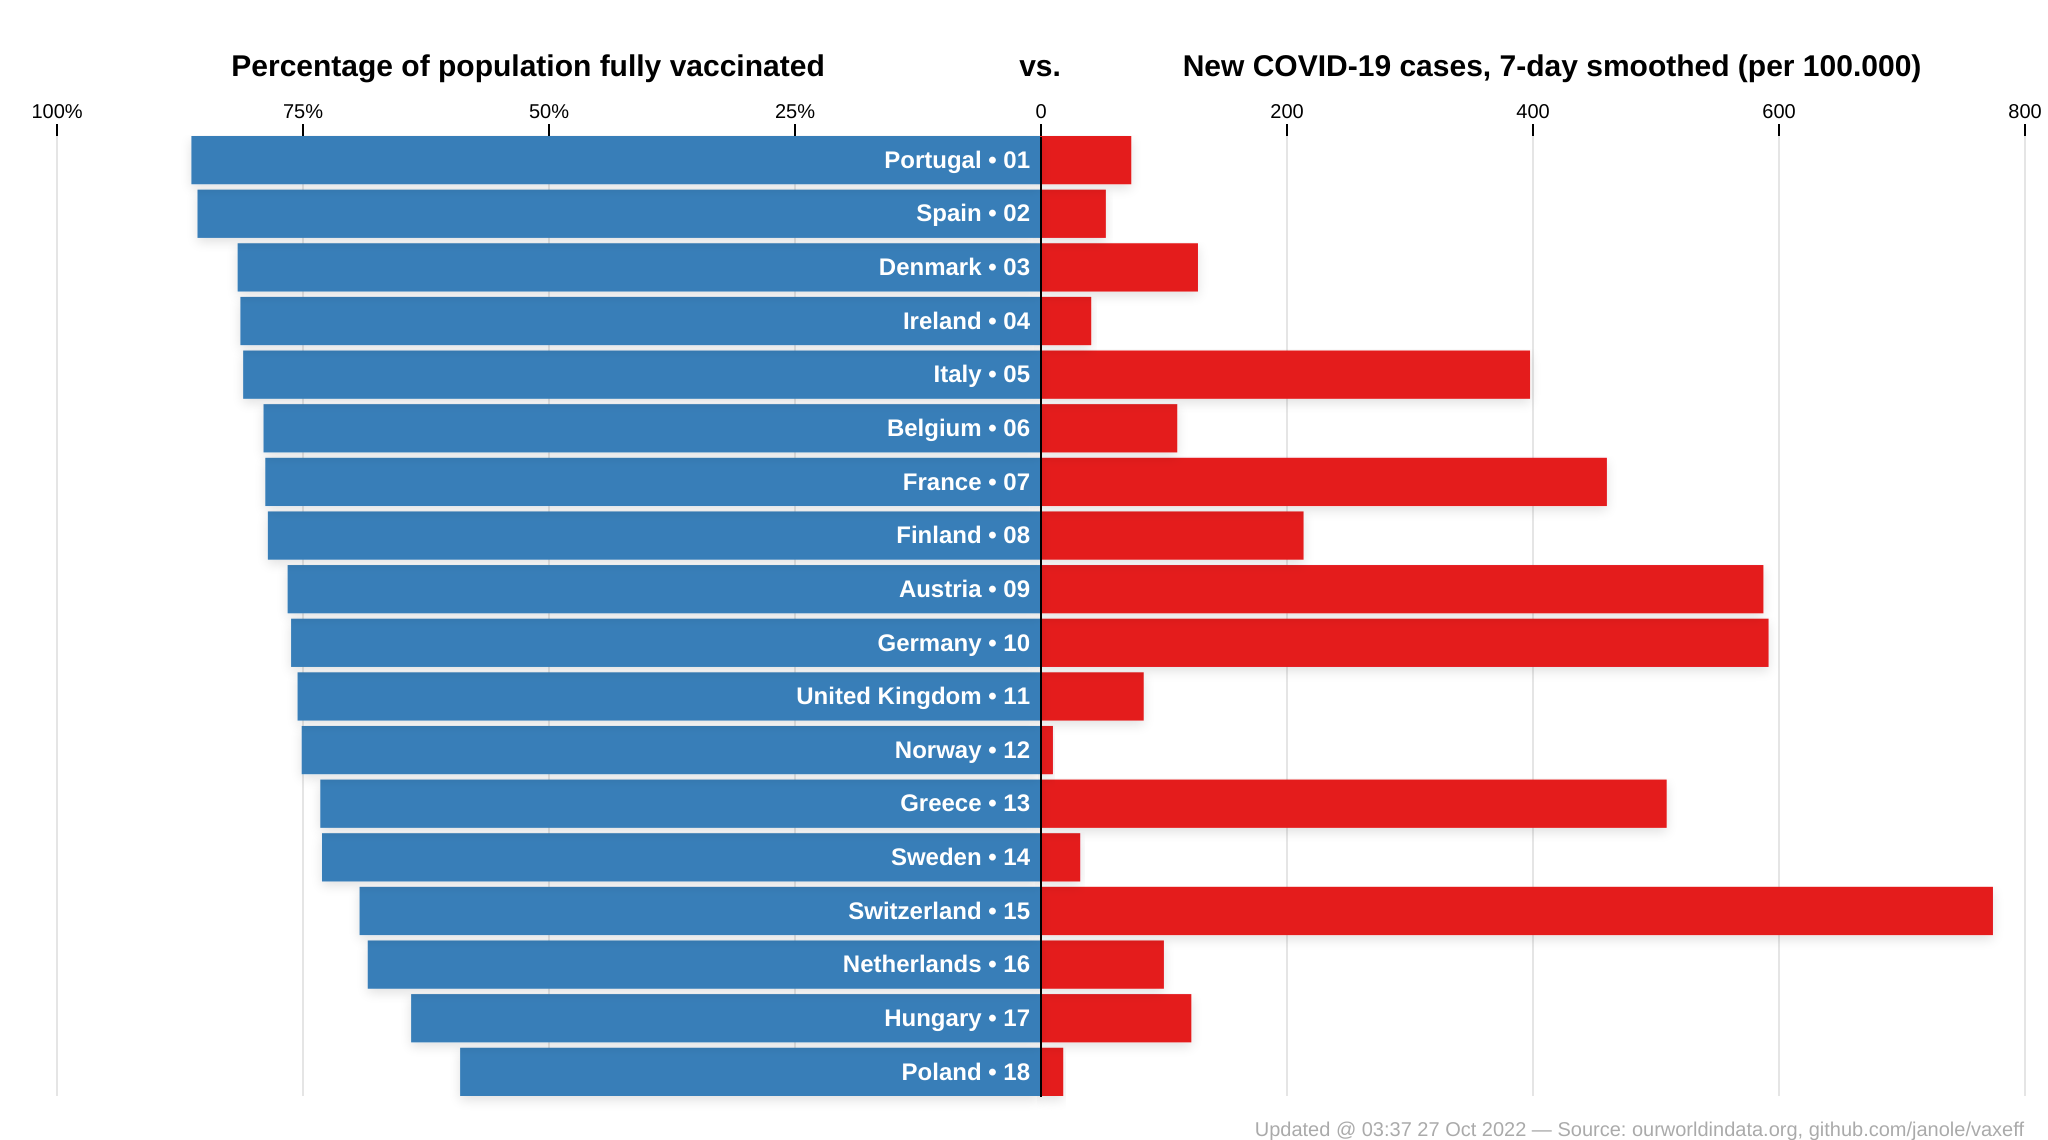 Percentage of population fully vaccinated vs. New COVID-19 cases, 7-day smoothed (per 100.000)
100% 75% 50% 25% 0 200 400 600 800
Portugal • 01
Spain • 02
Denmark • 03
Ireland • 04
Italy • 05
Belgium • 06
France • 07
Finland • 08
Austria • 09
Germany • 10
United Kingdom • 11
Norway • 12
Greece • 13
Sweden • 14
Switzerland • 15
Netherlands • 16
Hungary • 17
Poland • 18
Updated @ 03:37 27 Oct 2022 — Source: ourworldindata.org, github.com/janole/vaxeff